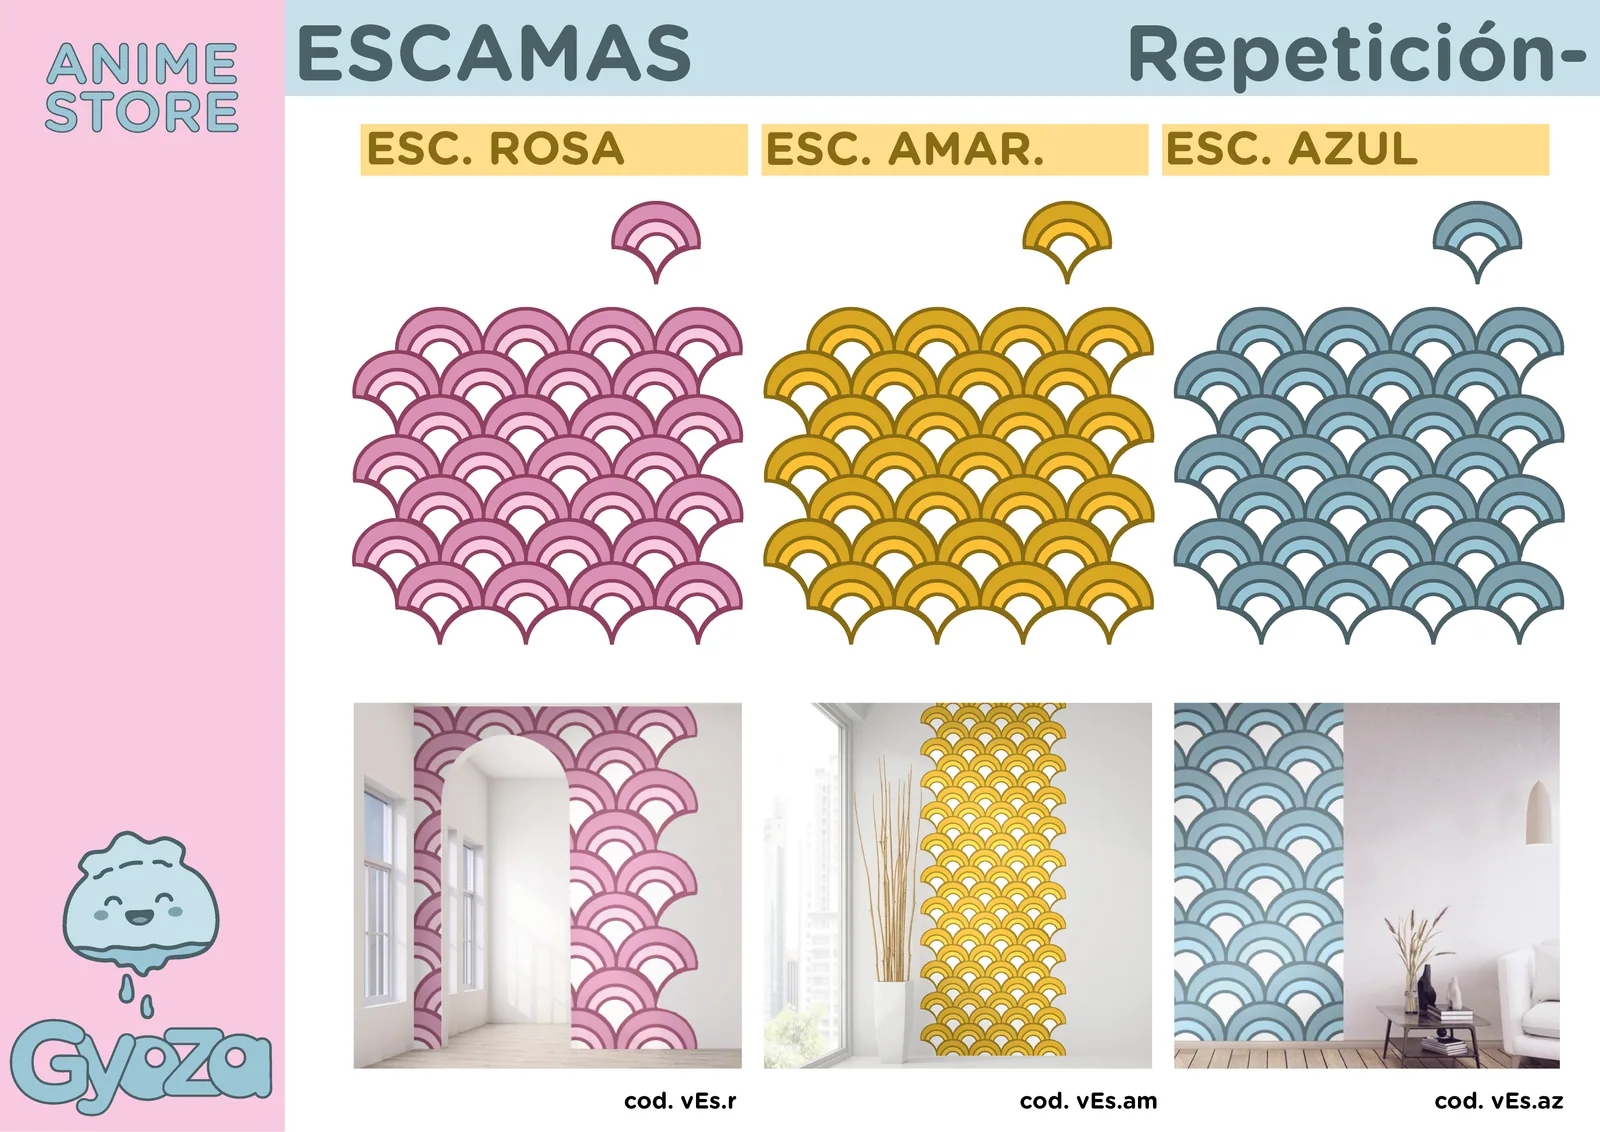 ANIME
STORE
ESCAMAS
Repetición-
ESC. ROSA
ESC. AMAR.
ESC. AZUL
cod. vEs.r
cod. vEs.am
cod. vEs.az
Gyoza